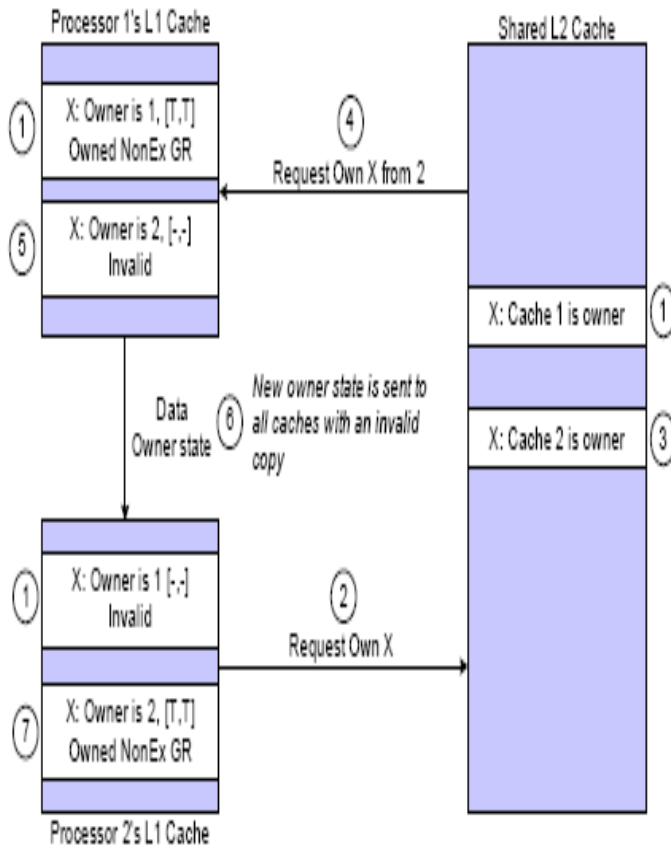 Processor 1's L1 Cache
Shared L2 Cache
1
X: Owner is 1, [T,T]
Owned NonEx GR
4
Request Own X from 2
5
X: Owner is 2, [-,-]
Invalid
X: Cache 1 is owner
1
Data
Owner state
6
New owner state is sent to
all caches with an invalid
copy
X: Cache 2 is owner
3
1
X: Owner is 1 [-,-]
Invalid
2
Request Own X
7
X: Owner is 2, [T,T]
Owned NonEx GR
Processor 2's L1 Cache